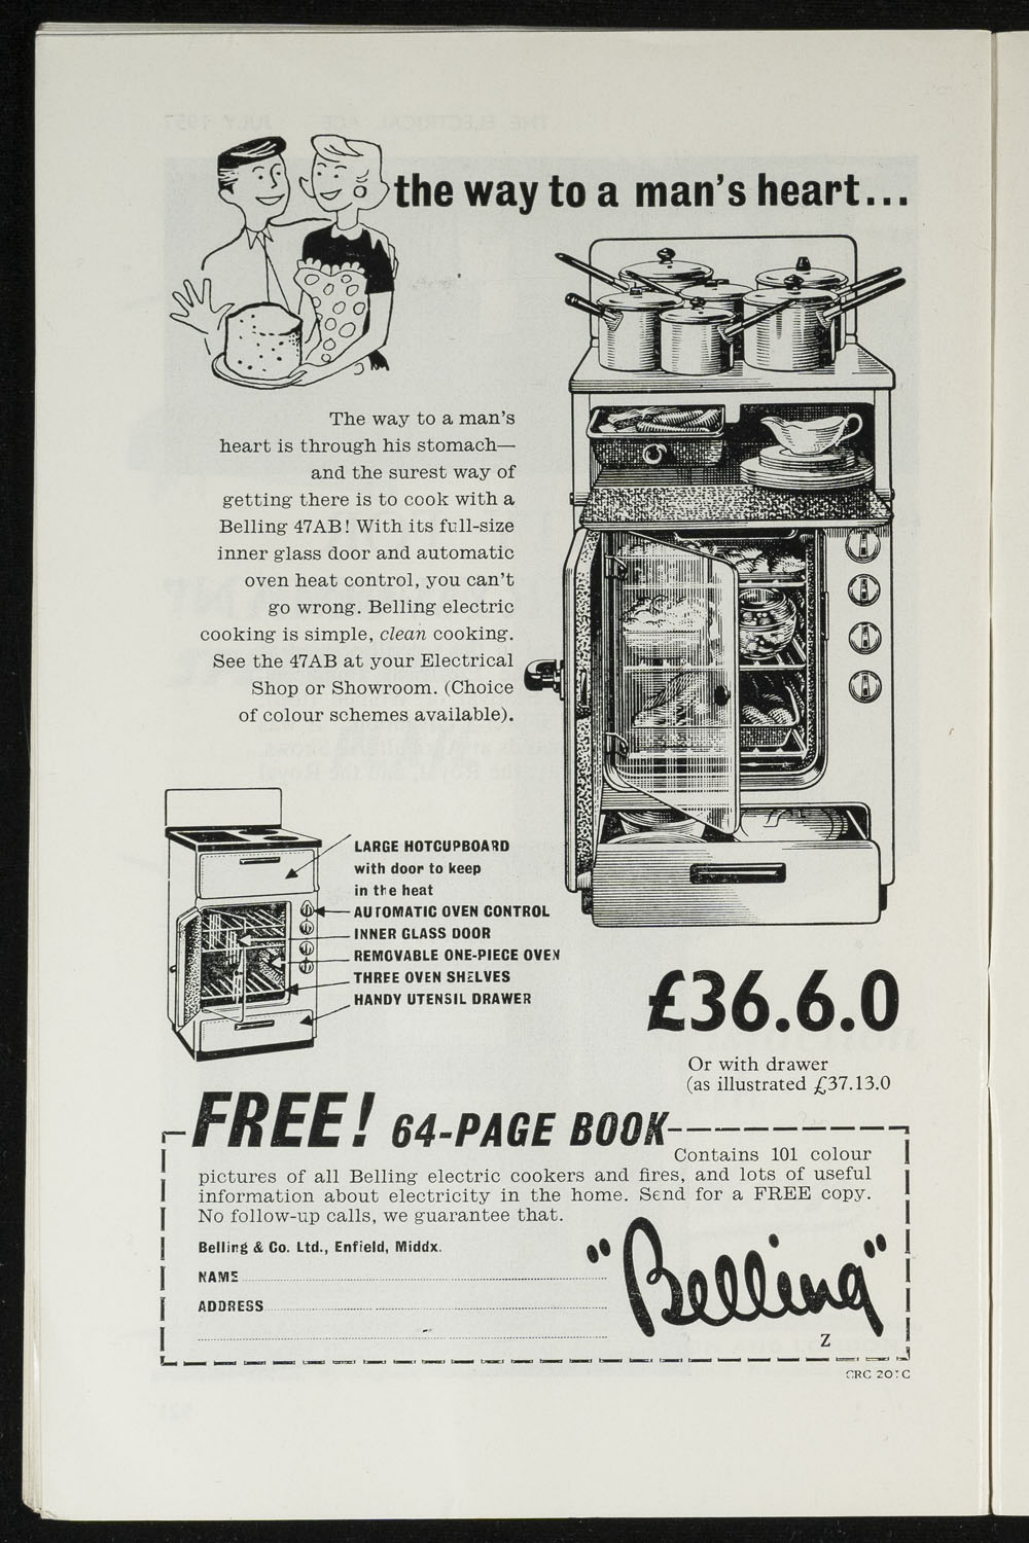 the way to a man's heart...
The way to a man's
heart is through his stomach—
and the surest way of
getting there is to cook with a
Belling 47AB! With its full-size
inner glass door and automatic
oven heat control, you can't
go wrong. Belling electric
cooking is simple, clean cooking.
See the 47AB at your Electrical
Shop or Showroom. (Choice
of colour schemes available).
LARGE HOTCUPBOARD
with door to keep
in the heat
AUTOMATIC OVEN CONTROL
INNER GLASS DOOR
REMOVABLE ONE-PIECE OVEN
THREE OVEN SHELVES
HANDY UTENSIL DRAWER
£36.6.0
Or with drawer
(as illustrated £37.13.0
FREE! 64-PAGE BOOK
Contains 101 colour
pictures of all Belling electric cookers and fires, and lots of useful
information about electricity in the home. Send for a FREE copy.
No follow-up calls, we guarantee that.
Belling & Co. Ltd., Enfield, Middx.
NAME
ADDRESS
"Belling"
Z
CRC